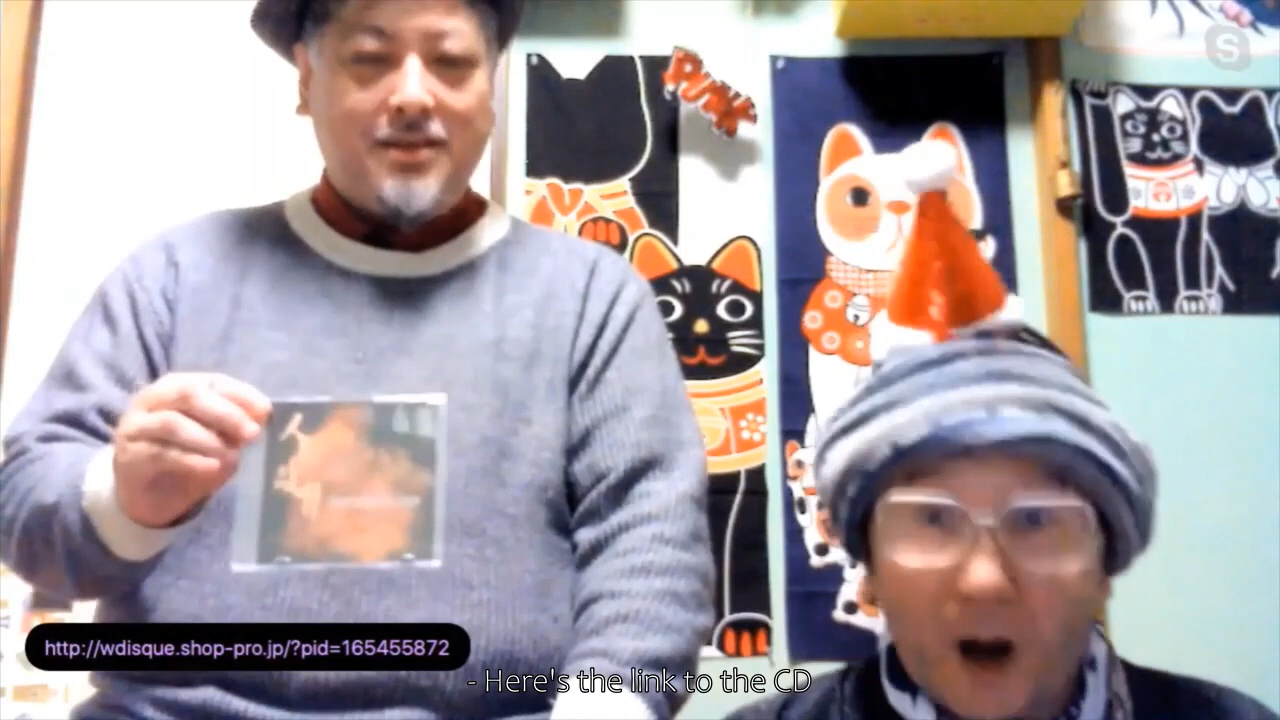 PUNK
S
http://wdisque.shop-pro.jp/?pid=165455872
- Here's the link to the CD